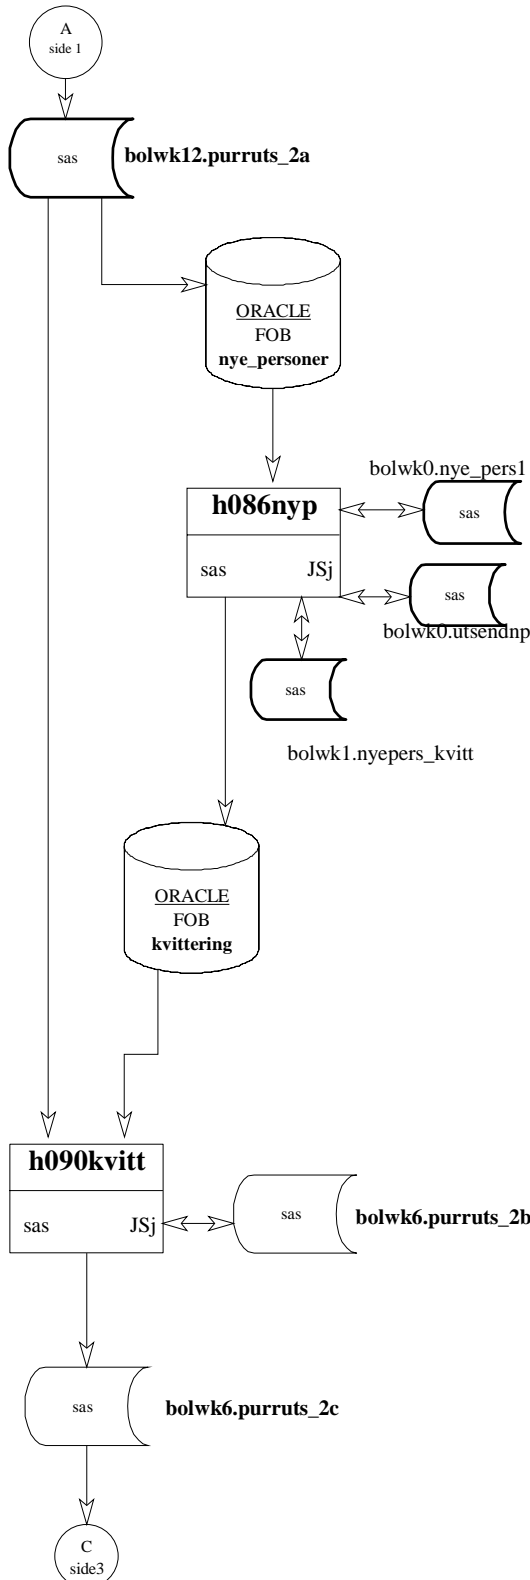 A
side 1
sas
bolwk12.purruts_2a
ORACLE
FOB
nye_personer
bolwk0.nye_pers1
h086nyp
sas
sas JSj
sas
bolwk0.utsendnp
sas
bolwk1.nyepers_kvitt
ORACLE
FOB
kvittering
h090kvitt
sas JSj
sas
bolwk6.purruts_2b
sas
bolwk6.purruts_2c
C
side3